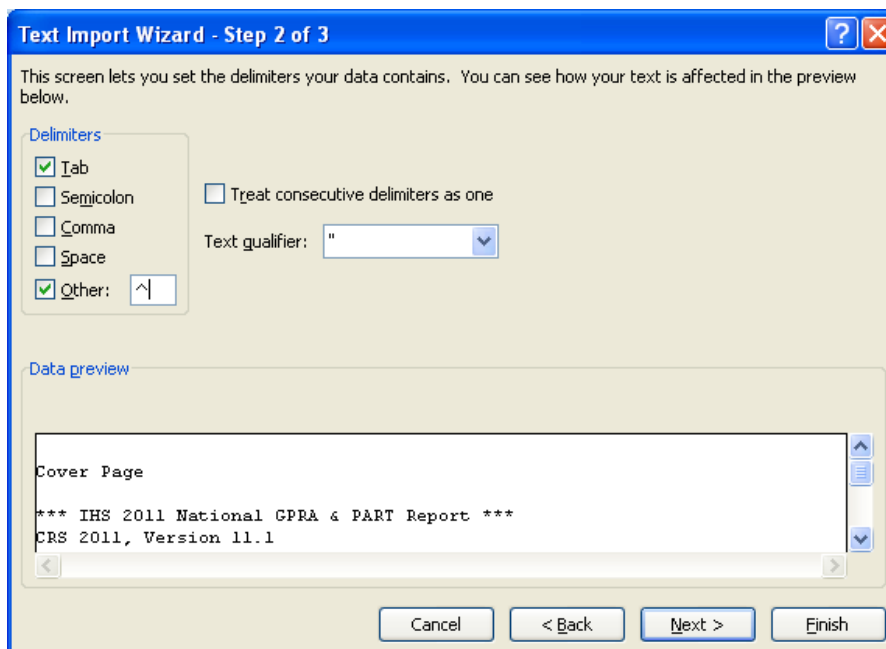 Text Import Wizard - Step 2 of 3
This screen lets you set the delimiters your data contains. You can see how your text is affected in the preview
below.
Delimiters
Tab
Semicolon
Comma
Space
Other: ^
Treat consecutive delimiters as one
Text qualifier: "
Data preview
Cover Page
*** IHS 2011 National GPRA & PART Report ***
CRS 2011, Version 11.1
Cancel
< Back
Next >
Finish